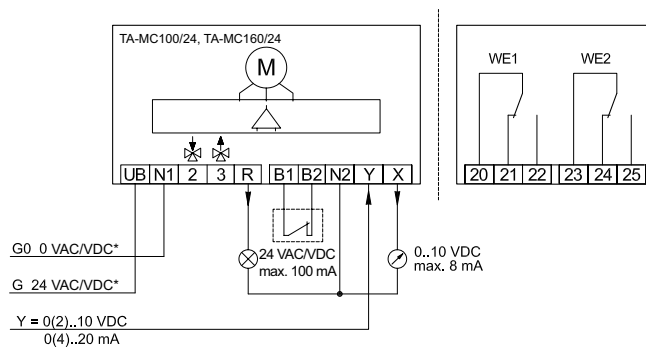 TA-MC100/24, TA-MC160/24
M
WE1
WE2
UB N1 2 3 R B1 B2 N2 Y X
20 21 22 23 24 25
G0 0 VAC/VDC*
24 VAC/VDC
max. 100 mA
0..10 VDC
max. 8 mA
G 24 VAC/VDC*
Y = 0(2)..10 VDC
0(4)..20 mA